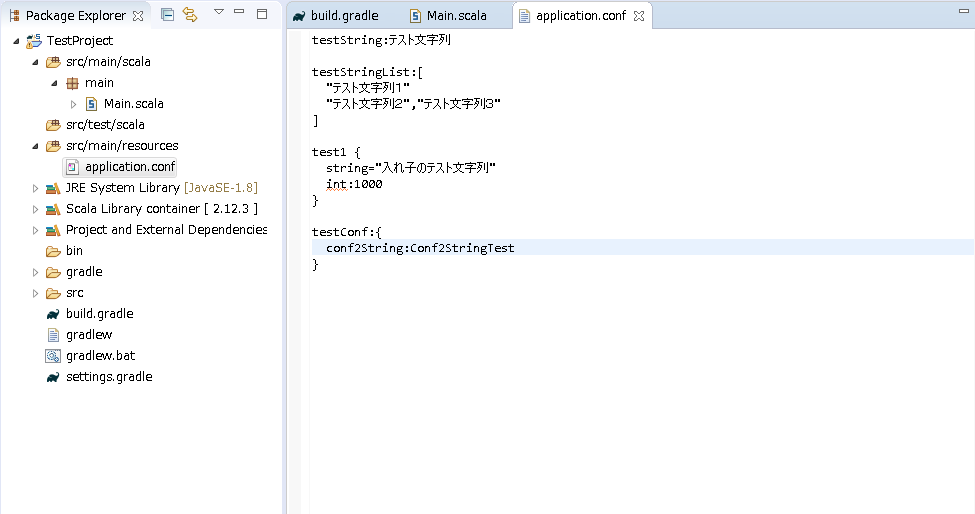 Package Explorer
TestProject
src/main/scala
main
Main.scala
src/test/scala
src/main/resources
application.conf
JRE System Library [JavaSE-1.8]
Scala Library container [ 2.12.3 ]
Project and External Dependencies
bin
gradle
src
build.gradle
gradlew
gradlew.bat
settings.gradle
build.gradle Main.scala application.conf
testString:テスト文字列
testStringList:[
"テスト文字列1"
"テスト文字列2","テスト文字列3"
]
test1 {
string="入れ子のテスト文字列"
int:1000
}
testConf:{
conf2String:Conf2StringTest
}